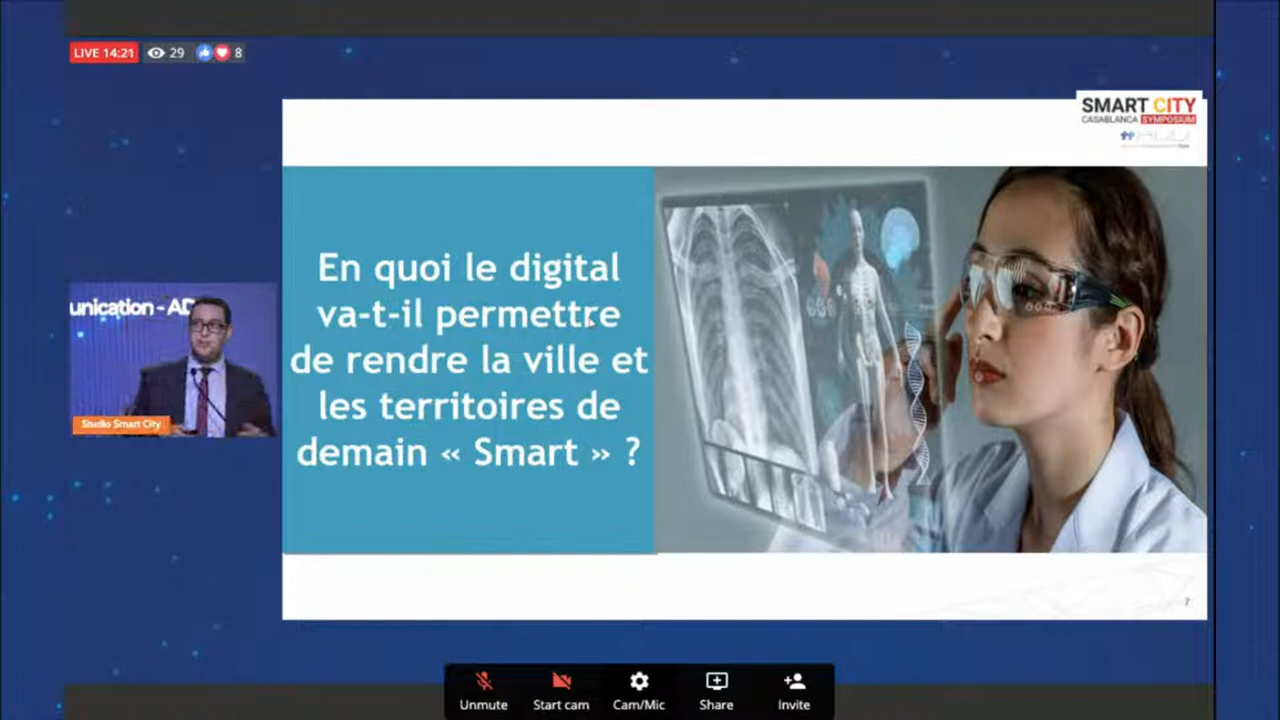 LIVE 14:21
29
8
SMART CITY
CASABLANCA SYMPOSIUM
En quoi le digital
va-t-il permettre
de rendre la ville et
les territoires de
demain « Smart » ?
unication - AD
Studio Smart City
7
Unmute
Start cam
Cam/Mic
Share
Invite